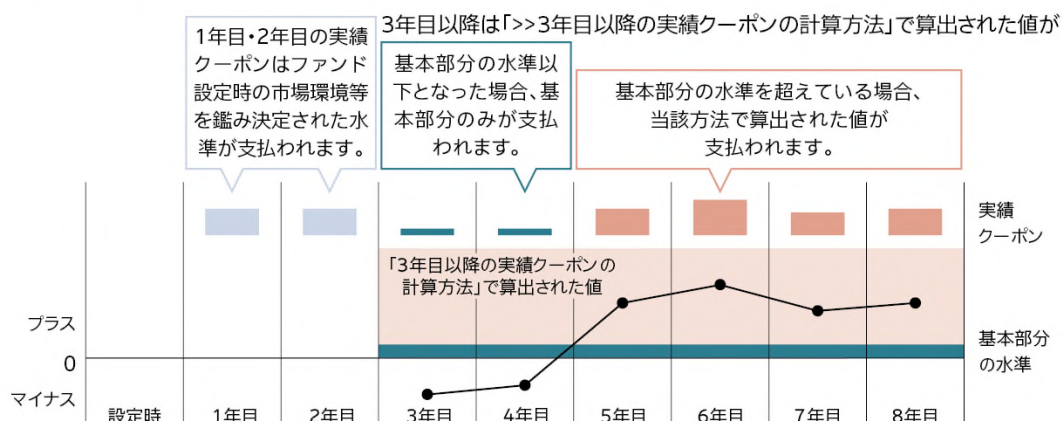 3年目以降は「>>3年目以降の実績クーポンの計算方法」で算出された値が
1年目・2年目の実績
クーポンはファンド
設定時の市場環境等
を鑑み決定された水
準が支払われます。
基本部分の水準以
下となった場合、基
本部分のみが支払
われます。
基本部分の水準を超えている場合、
当該方法で算出された値が
支払われます。
実績
クーポン
「3年目以降の実績クーポンの
計算方法」で算出された値
プラス
0
マイナス
基本部分
の水準
設定時
1年目
2年目
3年目
4年目
5年目
6年目
7年目
8年目